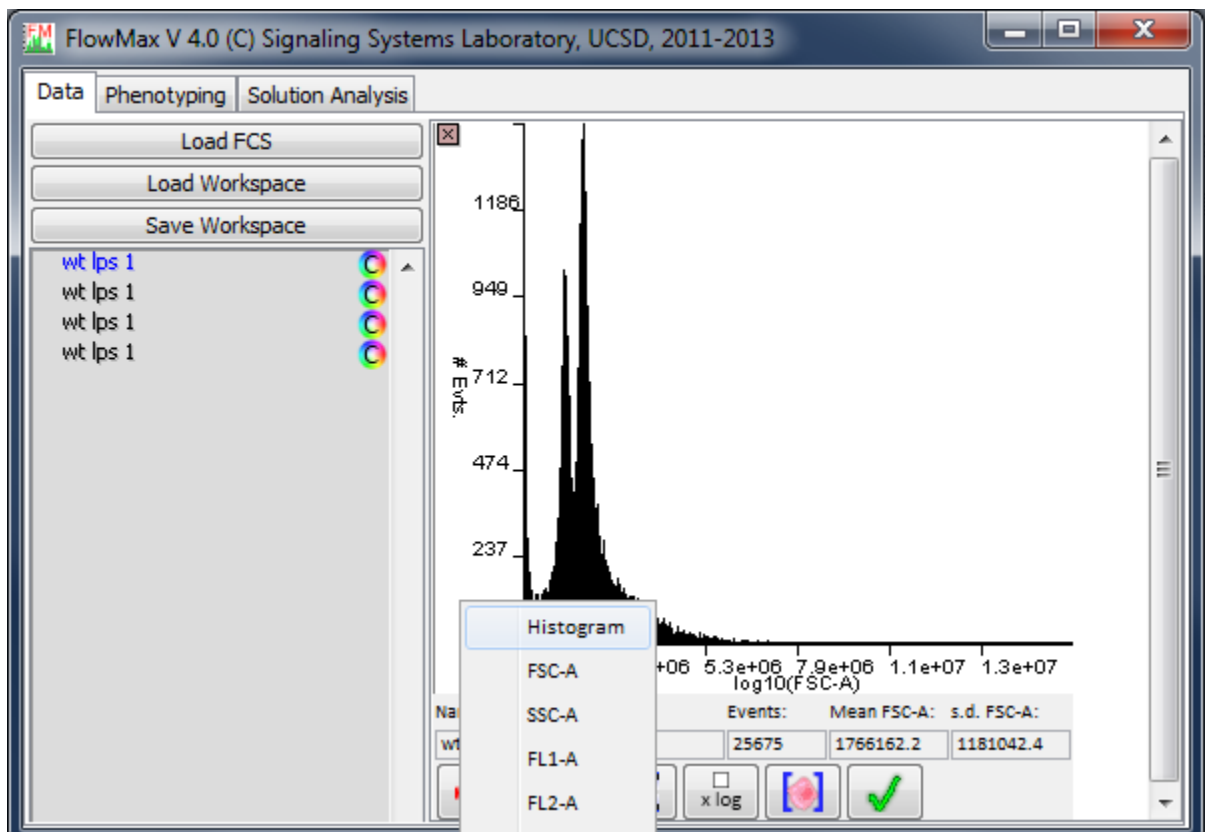 FM FlowMax V 4.0 (C) Signaling Systems Laboratory, UCSD, 2011-2013
Data Phenotyping Solution Analysis
Load FCS
Load Workspace
Save Workspace
wt lps 1 C
wt lps 1 C
wt lps 1 C
wt lps 1 C
1186
949
# Evts.
712
474
237
+06 5.3e+06 7.9e+06 1.1e+07 1.3e+07
log10(FSC-A)
Histogram
FSC-A
SSC-A
FL1-A
FL2-A
Events: Mean FSC-A: s.d. FSC-A:
25675 1766162.2 1181042.4
x log